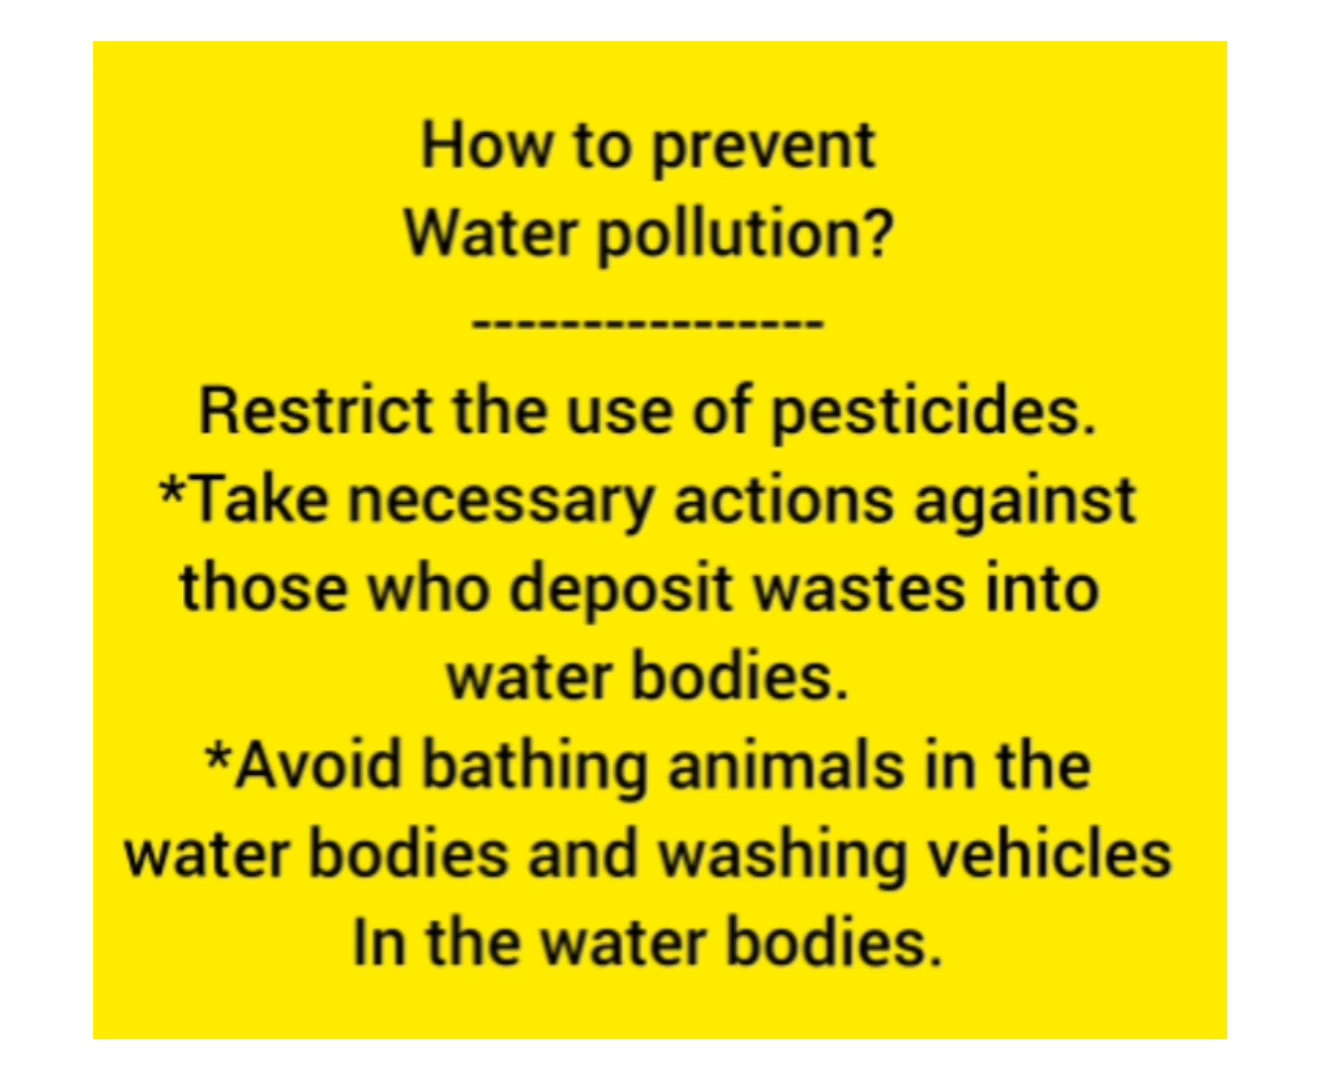 How to prevent
Water pollution?
----------------
Restrict the use of pesticides.
*Take necessary actions against
those who deposit wastes into
water bodies.
*Avoid bathing animals in the
water bodies and washing vehicles
In the water bodies.